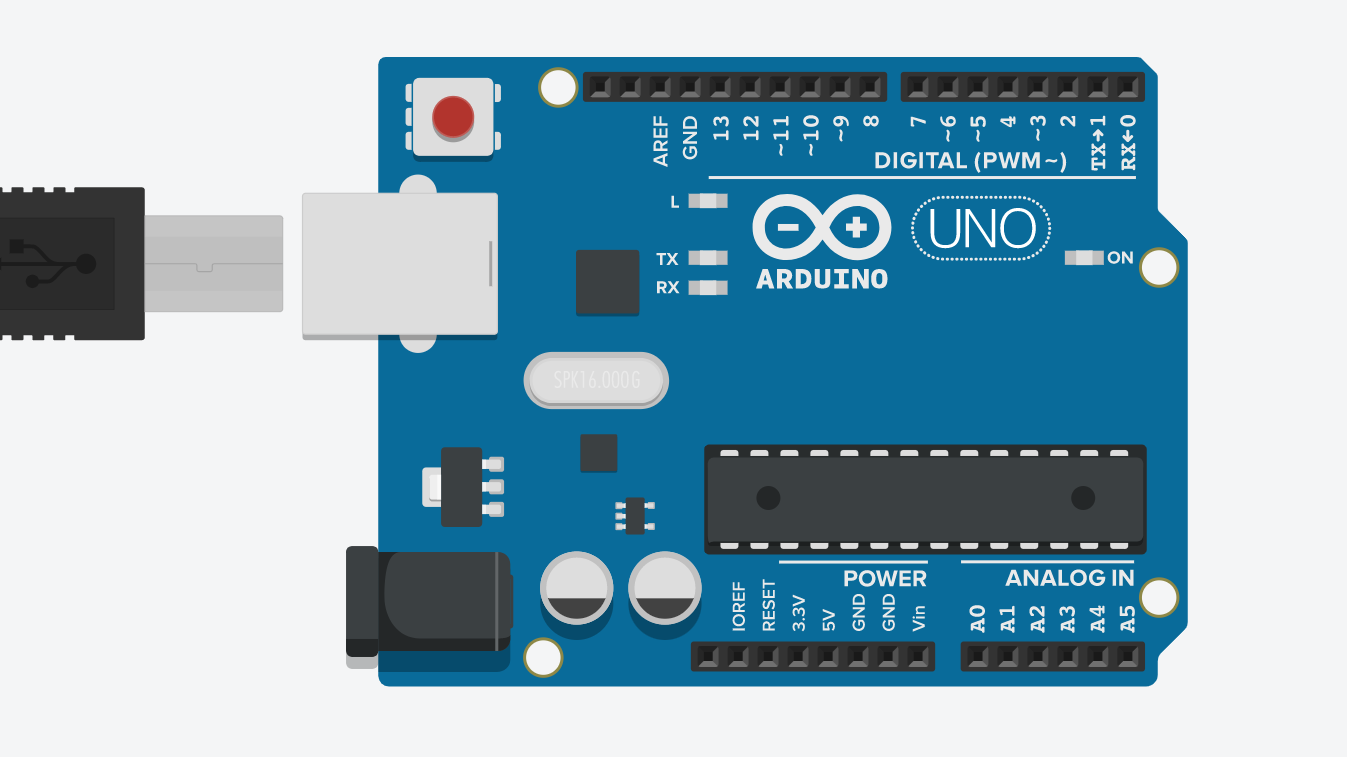 AREF
GND
13
12
~11
~10
~9
8
7
~6
~5
4
~3
2
TX→1
RX←0
DIGITAL (PWM~)
L
TX
RX
ARDUINO
UNO
ON
SPK16.000G
POWER
ANALOG IN
IOREF
RESET
3.3V
5V
GND
GND
Vin
A0
A1
A2
A3
A4
A5